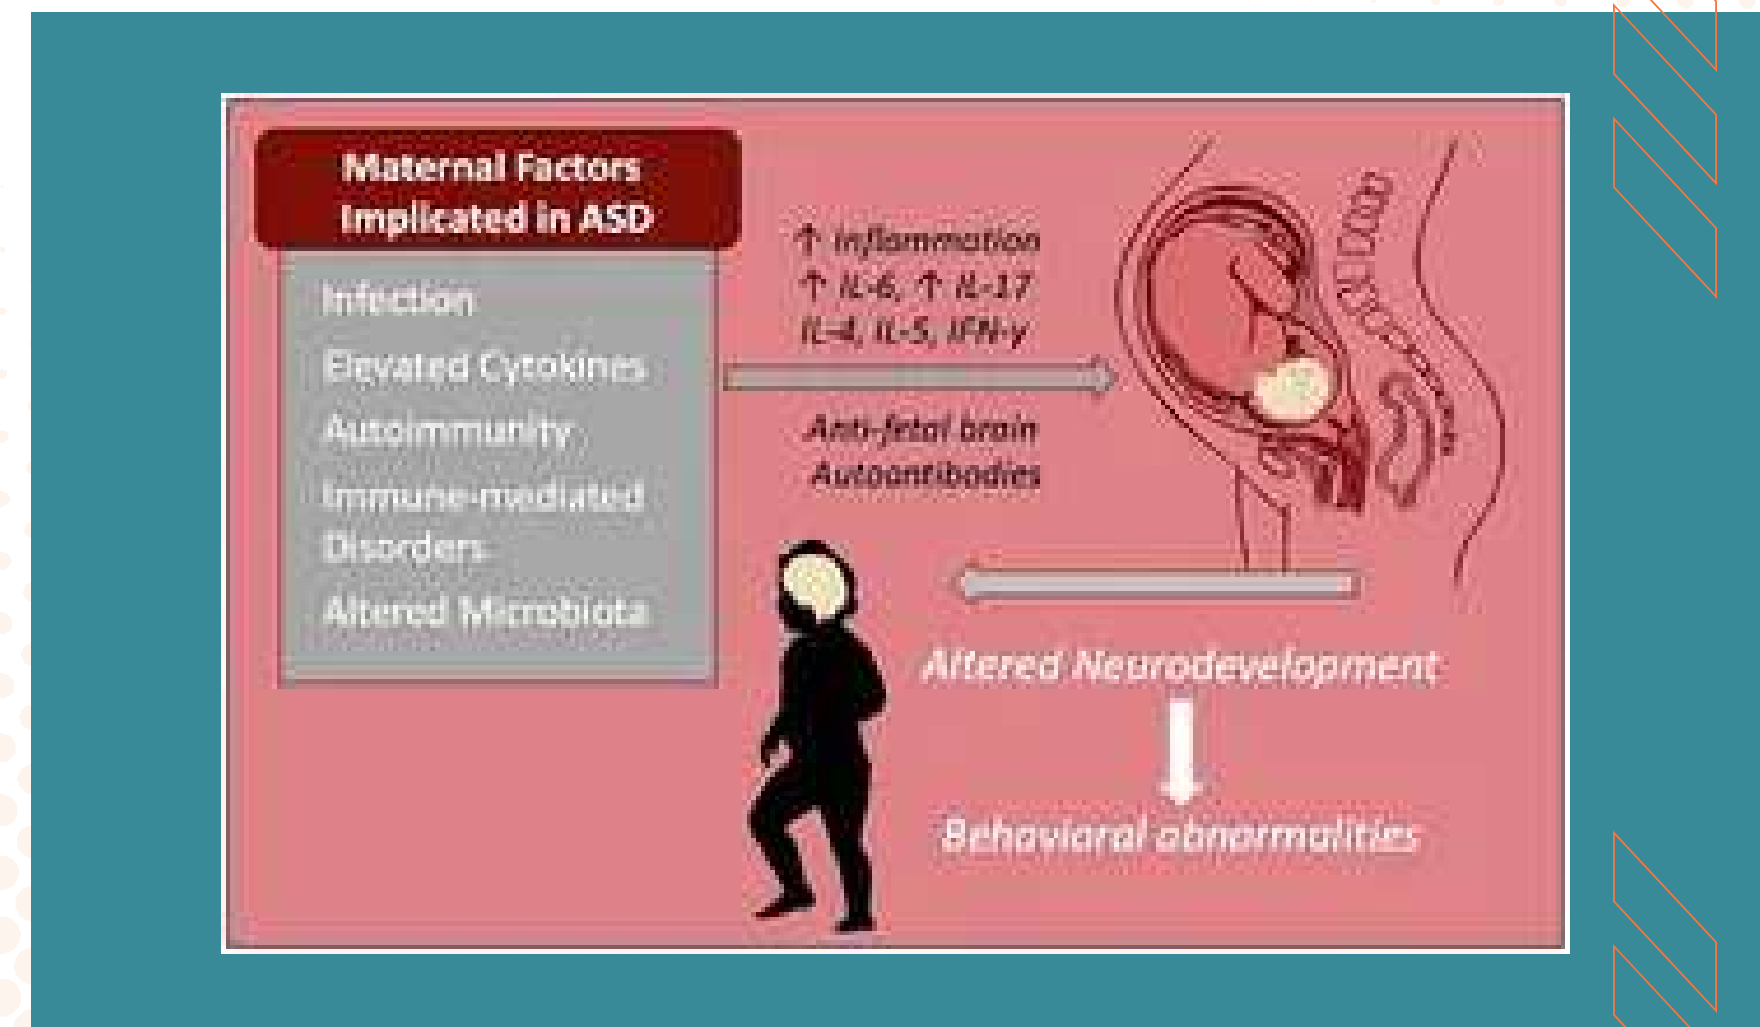 Maternal Factors
Implicated in ASD
Infection
Elevated Cytokines
Autoimmunity
Immune-mediated
Disorders
Altered Microbiota
↑ Inflammation
↑ IL-6, ↑ IL-17
IL-4, IL-5, IFN-γ
Anti-fetal brain
Autoantibodies
Altered Neurodevelopment
Behavioral abnormalities